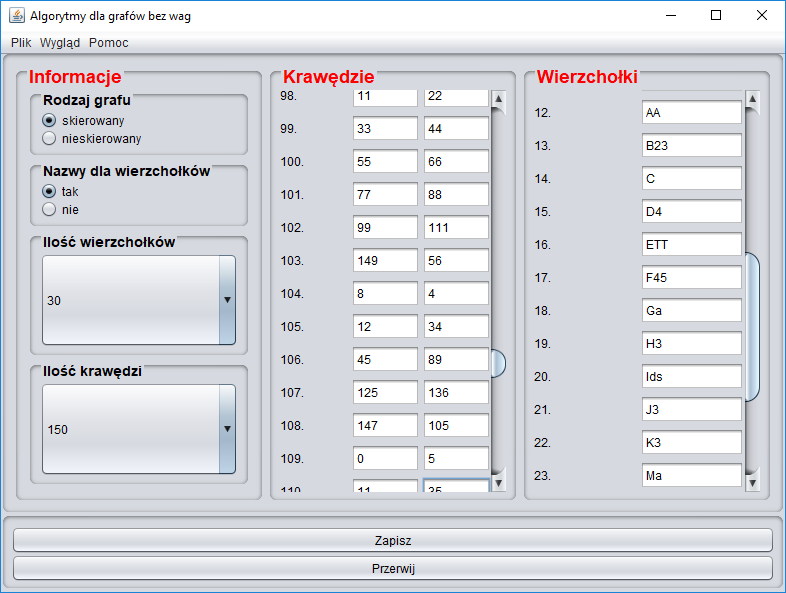 Algorytmy dla grafów bez wag
Plik Wygląd Pomoc
Informacje
Rodzaj grafu
skierowany
nieskierowany
Nazwy dla wierzchołków
tak
nie
Ilość wierzchołków
30
Ilość krawędzi
150
Krawędzie
98. 11 22
99. 33 44
100. 55 66
101. 77 88
102. 99 111
103. 149 56
104. 8 4
105. 12 34
106. 45 89
107. 125 136
108. 147 105
109. 0 5
110. 11 35
Wierzchołki
12. AA
13. B23
14. C
15. D4
16. ETT
17. F45
18. Ga
19. H3
20. Ids
21. J3
22. K3
23. Ma
Zapisz
Przerwij